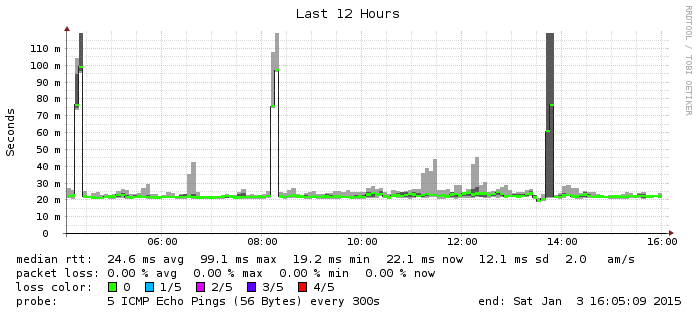 Last 12 Hours
RRDTOOL / TOBI OETIKER
Seconds
110 m
100 m
90 m
80 m
70 m
60 m
50 m
40 m
30 m
20 m
10 m
0
06:00 08:00 10:00 12:00 14:00 16:00
median rtt: 24.6 ms avg 99.1 ms max 19.2 ms min 22.1 ms now 12.1 ms sd 2.0 am/s
packet loss: 0.00 % avg 0.00 % max 0.00 % min 0.00 % now
loss color: 0 1/5 2/5 3/5 4/5
probe: 5 ICMP Echo Pings (56 Bytes) every 300s end: Sat Jan 3 16:05:09 2015